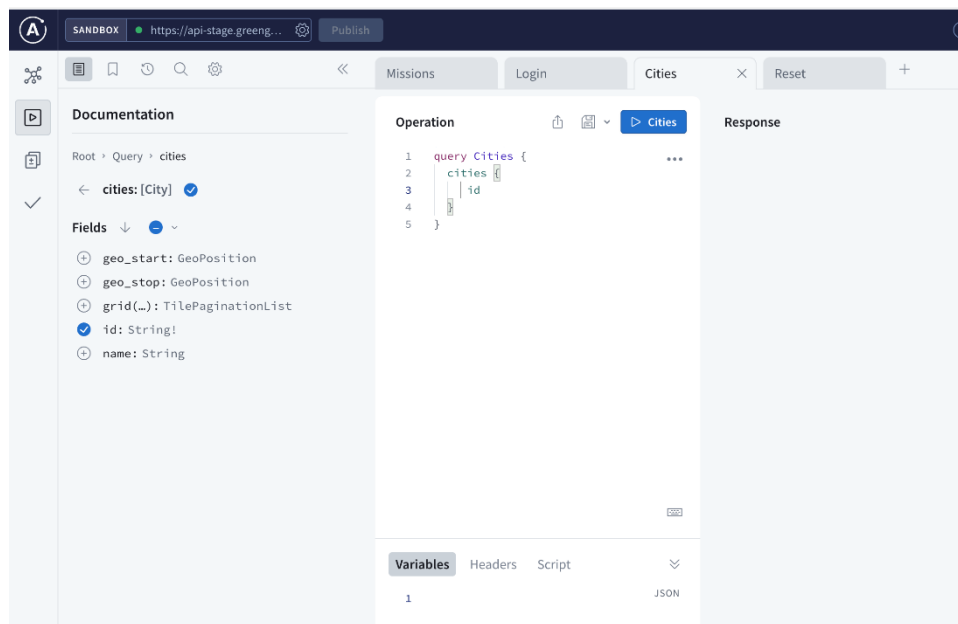 SANDBOX https://api-stage.greeng... Publish
Missions Login Cities Reset
Documentation
Root › Query › cities
cities: [City]
Fields
geo_start: GeoPosition
geo_stop: GeoPosition
grid(…): TilePaginationList
id: String!
name: String
Operation Cities
1 query Cities {
2 cities {
3 id
4 }
5 }
Variables Headers Script
1 JSON
Response